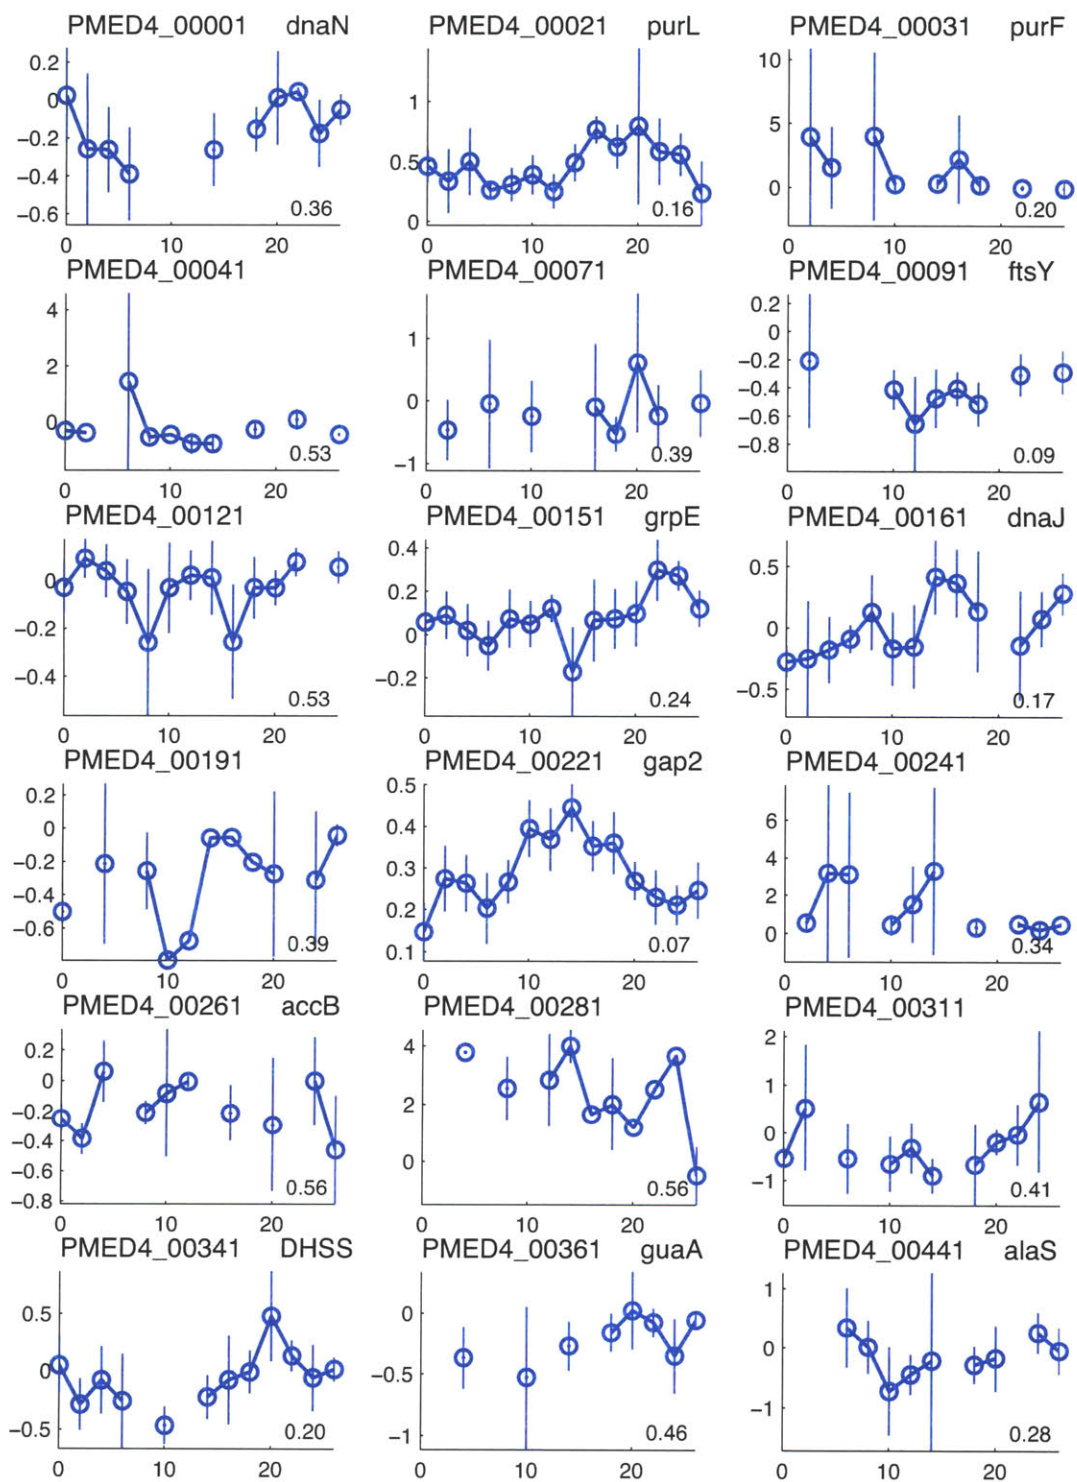 PMED4_00001 dnaN
PMED4_00021 purL
PMED4_00031 purF
0.2
0
−0.2
−0.4
−0.6
0.36
0 10 20
1
0.5
0
0.16
0 10 20
10
5
0
0.20
0 10 20
PMED4_00041
PMED4_00071
PMED4_00091 ftsY
4
2
0
0.53
0 10 20
1
0
−1
0.39
0 10 20
0.2
0
−0.2
−0.4
−0.6
−0.8
0.09
0 10 20
PMED4_00121
PMED4_00151 grpE
PMED4_00161 dnaJ
0
−0.2
−0.4
0.53
0 10 20
0.4
0.2
0
−0.2
0.24
0 10 20
0.5
0
−0.5
0.17
0 10 20
PMED4_00191
PMED4_00221 gap2
PMED4_00241
0.2
0
−0.2
−0.4
−0.6
0.39
0 10 20
0.5
0.4
0.3
0.2
0.1
0.07
0 10 20
6
4
2
0
0.34
0 10 20
PMED4_00261 accB
PMED4_00281
PMED4_00311
0.2
0
−0.2
−0.4
−0.6
−0.8
0.56
0 10 20
4
2
0
0.56
0 10 20
2
1
0
−1
0.41
0 10 20
PMED4_00341 DHSS
PMED4_00361 guaA
PMED4_00441 alaS
0.5
0
−0.5
0.20
0 10 20
0
−0.5
−1
0.46
0 10 20
1
0
−1
0.28
0 10 20